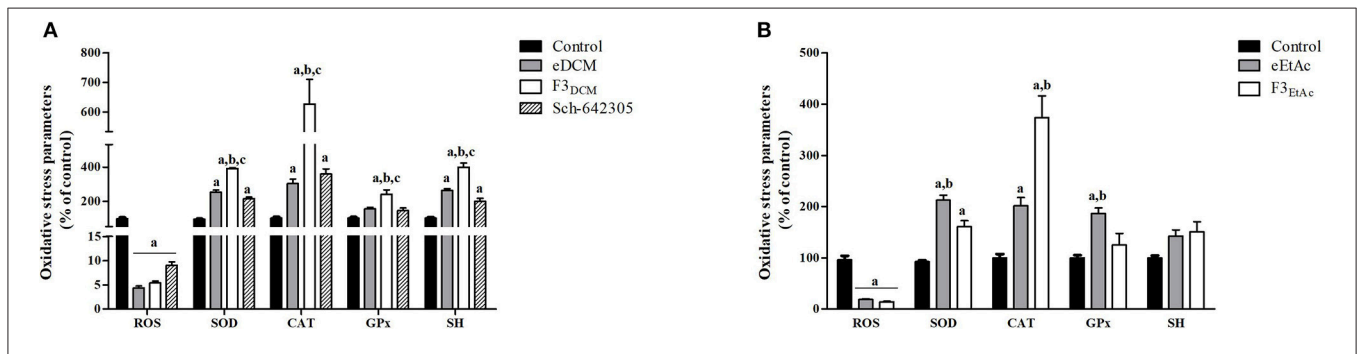 A
Oxidative stress parameters
(% of control)
800
700
600
400
200
15
10
5
0
a
a
a,b,c
a
a
a,b,c
a
a,b,c
a
a,b,c
a
ROS
SOD
CAT
GPx
SH
Control
eDCM
F3DCM
Sch-642305
B
Oxidative stress parameters
(% of control)
500
400
300
200
100
0
a
a,b
a
a
a,b
a,b
ROS
SOD
CAT
GPx
SH
Control
eEtAc
F3EtAc